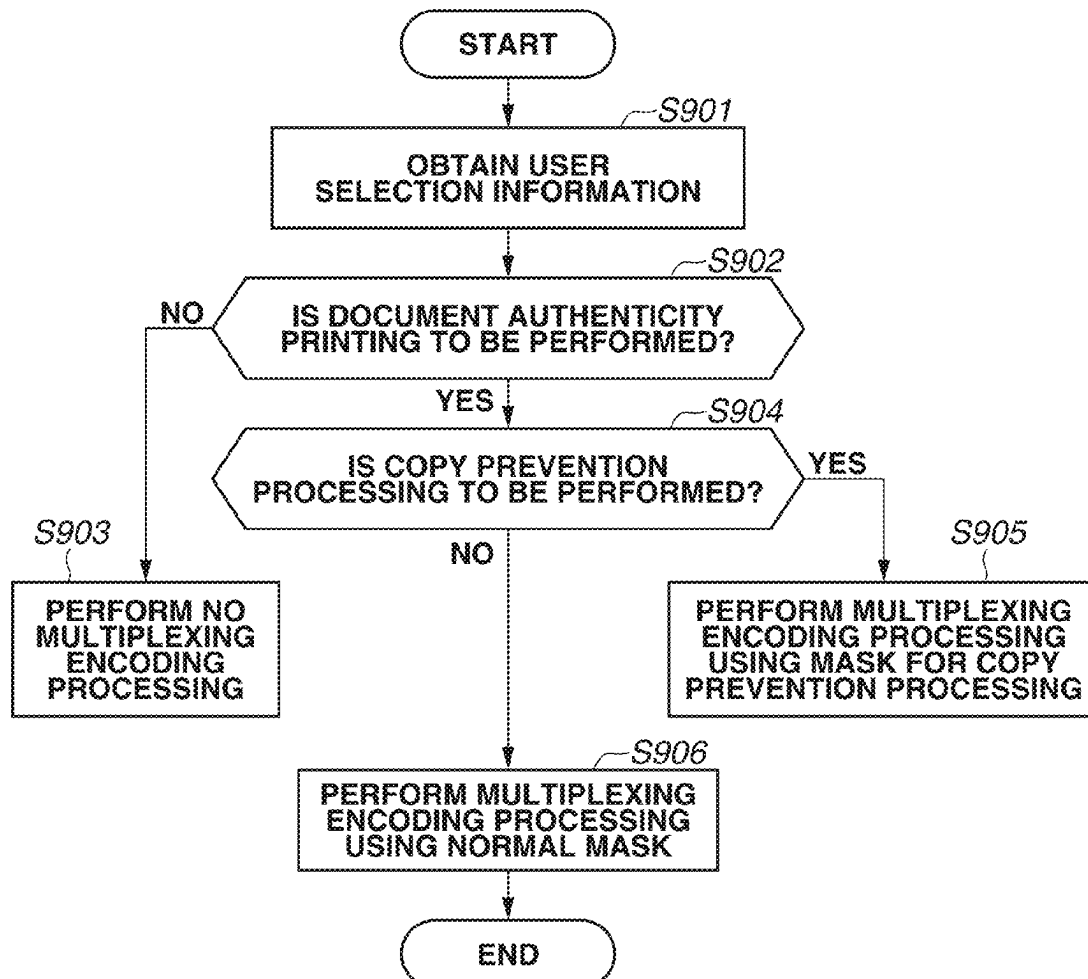 START
S901
OBTAIN USER
SELECTION INFORMATION
S902
IS DOCUMENT AUTHENTICITY
PRINTING TO BE PERFORMED?
NO
YES
S904
IS COPY PREVENTION
PROCESSING TO BE PERFORMED?
YES
NO
S903
PERFORM NO
MULTIPLEXING
ENCODING
PROCESSING
S905
PERFORM MULTIPLEXING
ENCODING PROCESSING
USING MASK FOR COPY
PREVENTION PROCESSING
S906
PERFORM MULTIPLEXING
ENCODING PROCESSING
USING NORMAL MASK
END